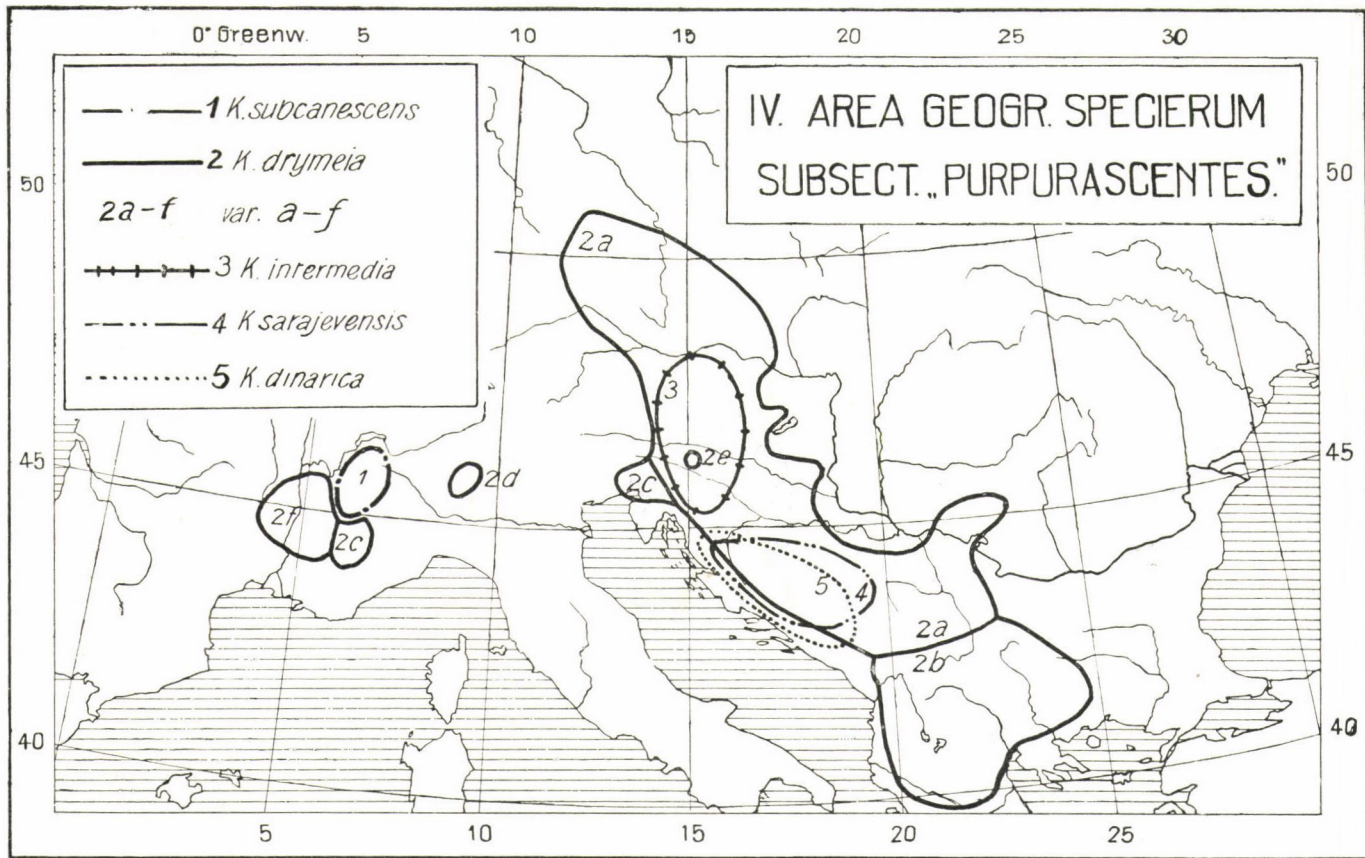 0° Greenw. 5 10 15 20 25 30
1 K. subcanescens
2 K. drymeia
2a-f var. a-f
3 K. intermedia
4 K sarajevensis
5 K. dinarica
IV. AREA GEOGR. SPECIERUM
SUBSECT. „PURPURASCENTES."
50 50
45 45
40 40
2a
3
1
2d
2e
2c
2f
2c
5 4
2a
2b
5 10 15 20 25